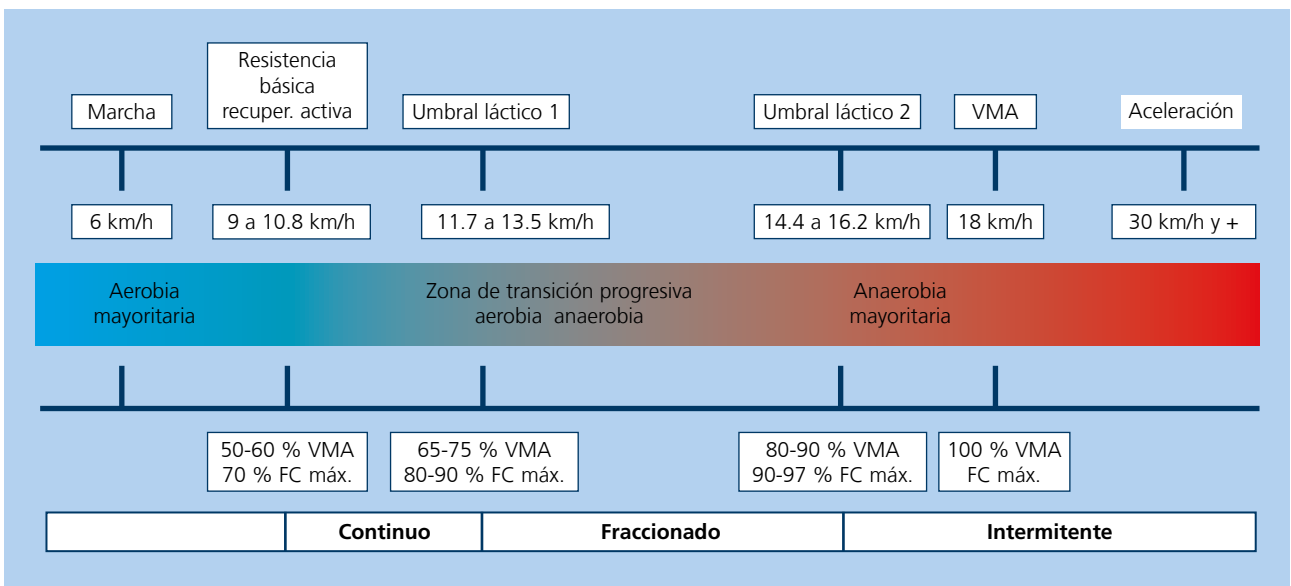 Resistencia
básica
recuper. activa
Marcha
Umbral láctico 1
Umbral láctico 2
VMA
Aceleración
6 km/h
9 a 10.8 km/h
11.7 a 13.5 km/h
14.4 a 16.2 km/h
18 km/h
30 km/h y +
Aerobia
mayoritaria
Zona de transición progresiva
aerobia anaerobia
Anaerobia
mayoritaria
50-60 % VMA
70 % FC máx.
65-75 % VMA
80-90 % FC máx.
80-90 % VMA
90-97 % FC máx.
100 % VMA
FC máx.
Continuo
Fraccionado
Intermitente